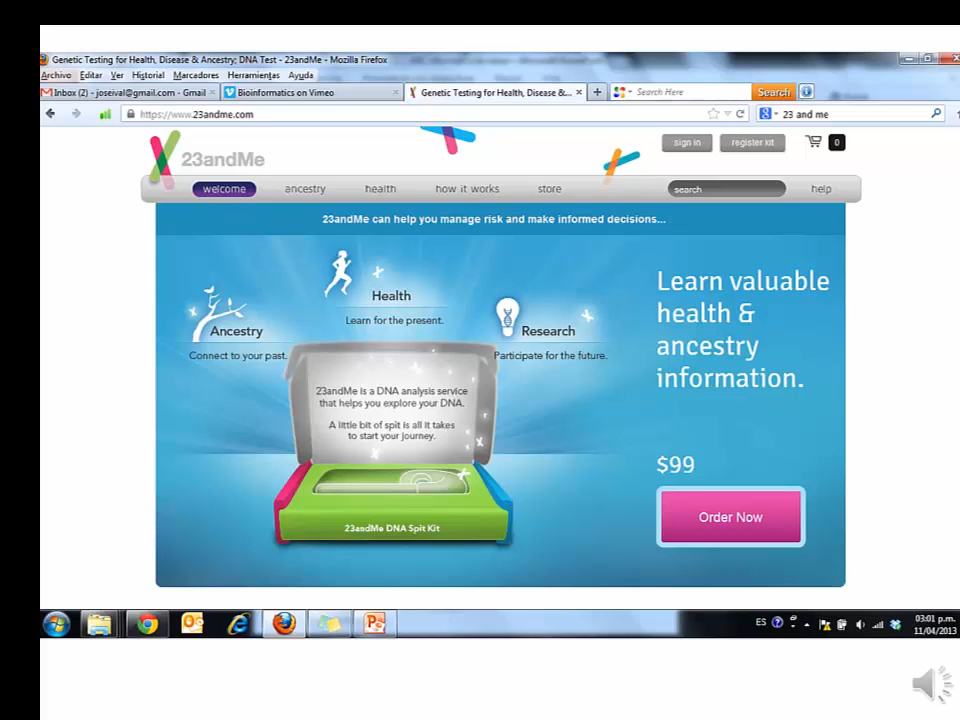 Genetic Testing for Health, Disease & Ancestry; DNA Test - 23andMe - Mozilla Firefox
Archivo Editar Ver Historial Marcadores Herramientas Ayuda
Inbox (2) - joseival@gmail.com - Gmail × Bioinformatics on Vimeo × Genetic Testing for Health, Disease &... × + Search Here Search
https://www.23andme.com 23 and me
23andMe
sign in register kit 0
welcome ancestry health how it works store search help
23andMe can help you manage risk and make informed decisions...
Health
Learn for the present.
Ancestry
Connect to your past.
Research
Participate for the future.
Learn valuable
health &
ancestry
information.
23andMe is a DNA analysis service
that helps you explore your DNA.
A little bit of spit is all it takes
to start your journey.
$99
Order Now
23andMe DNA Spit Kit
ES 03:01 p.m.
11/04/2013